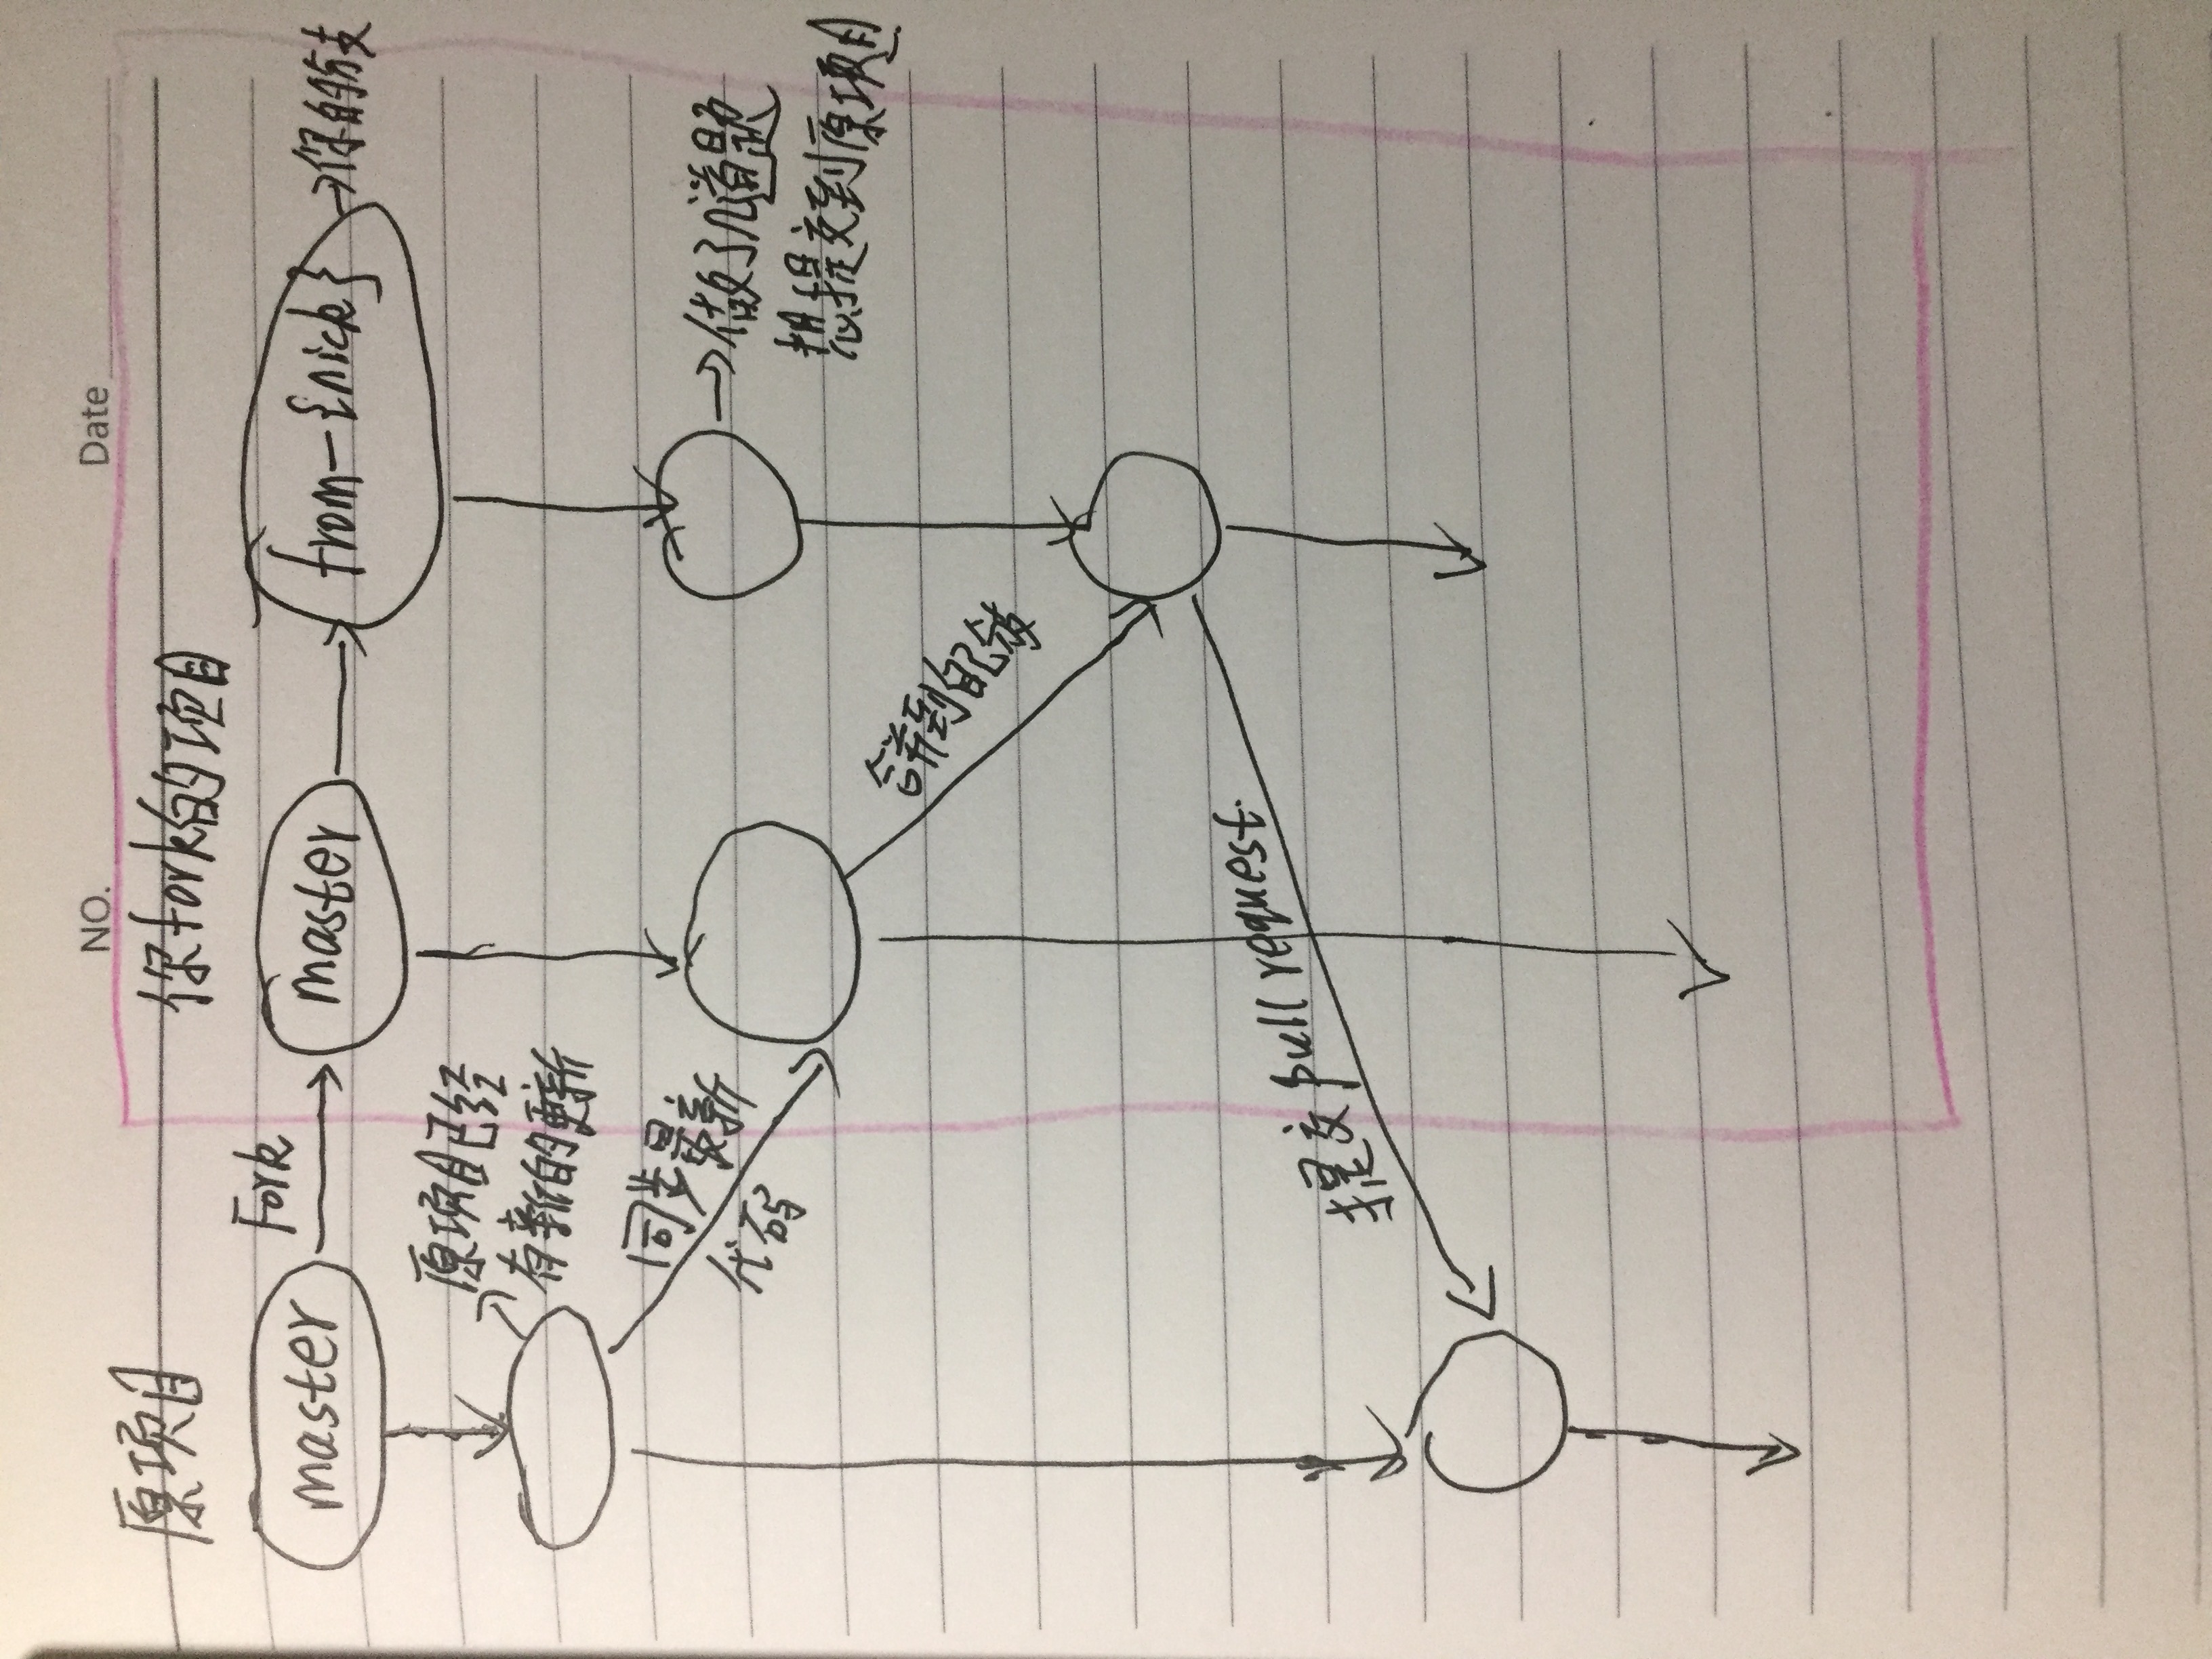 NO.
Date
原项目
你fork的项目
master
Fork
master
from-{nick}
你的分支
原项目已经
有新的更新
同步最新
代码
做了几道题
想提交到原项目
合并到自己分支
提交pull request.